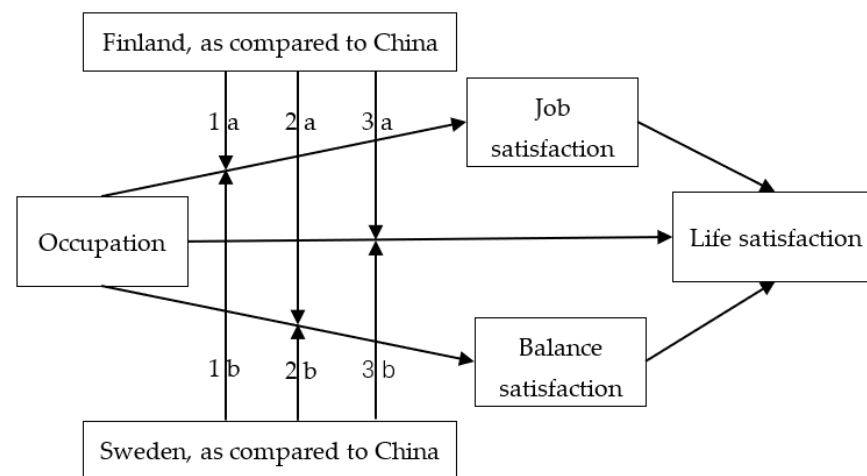 Finland, as compared to China
1 a
2 a
3 a
Job
satisfaction
Occupation
Life satisfaction
Balance
satisfaction
1 b
2 b
3 b
Sweden, as compared to China